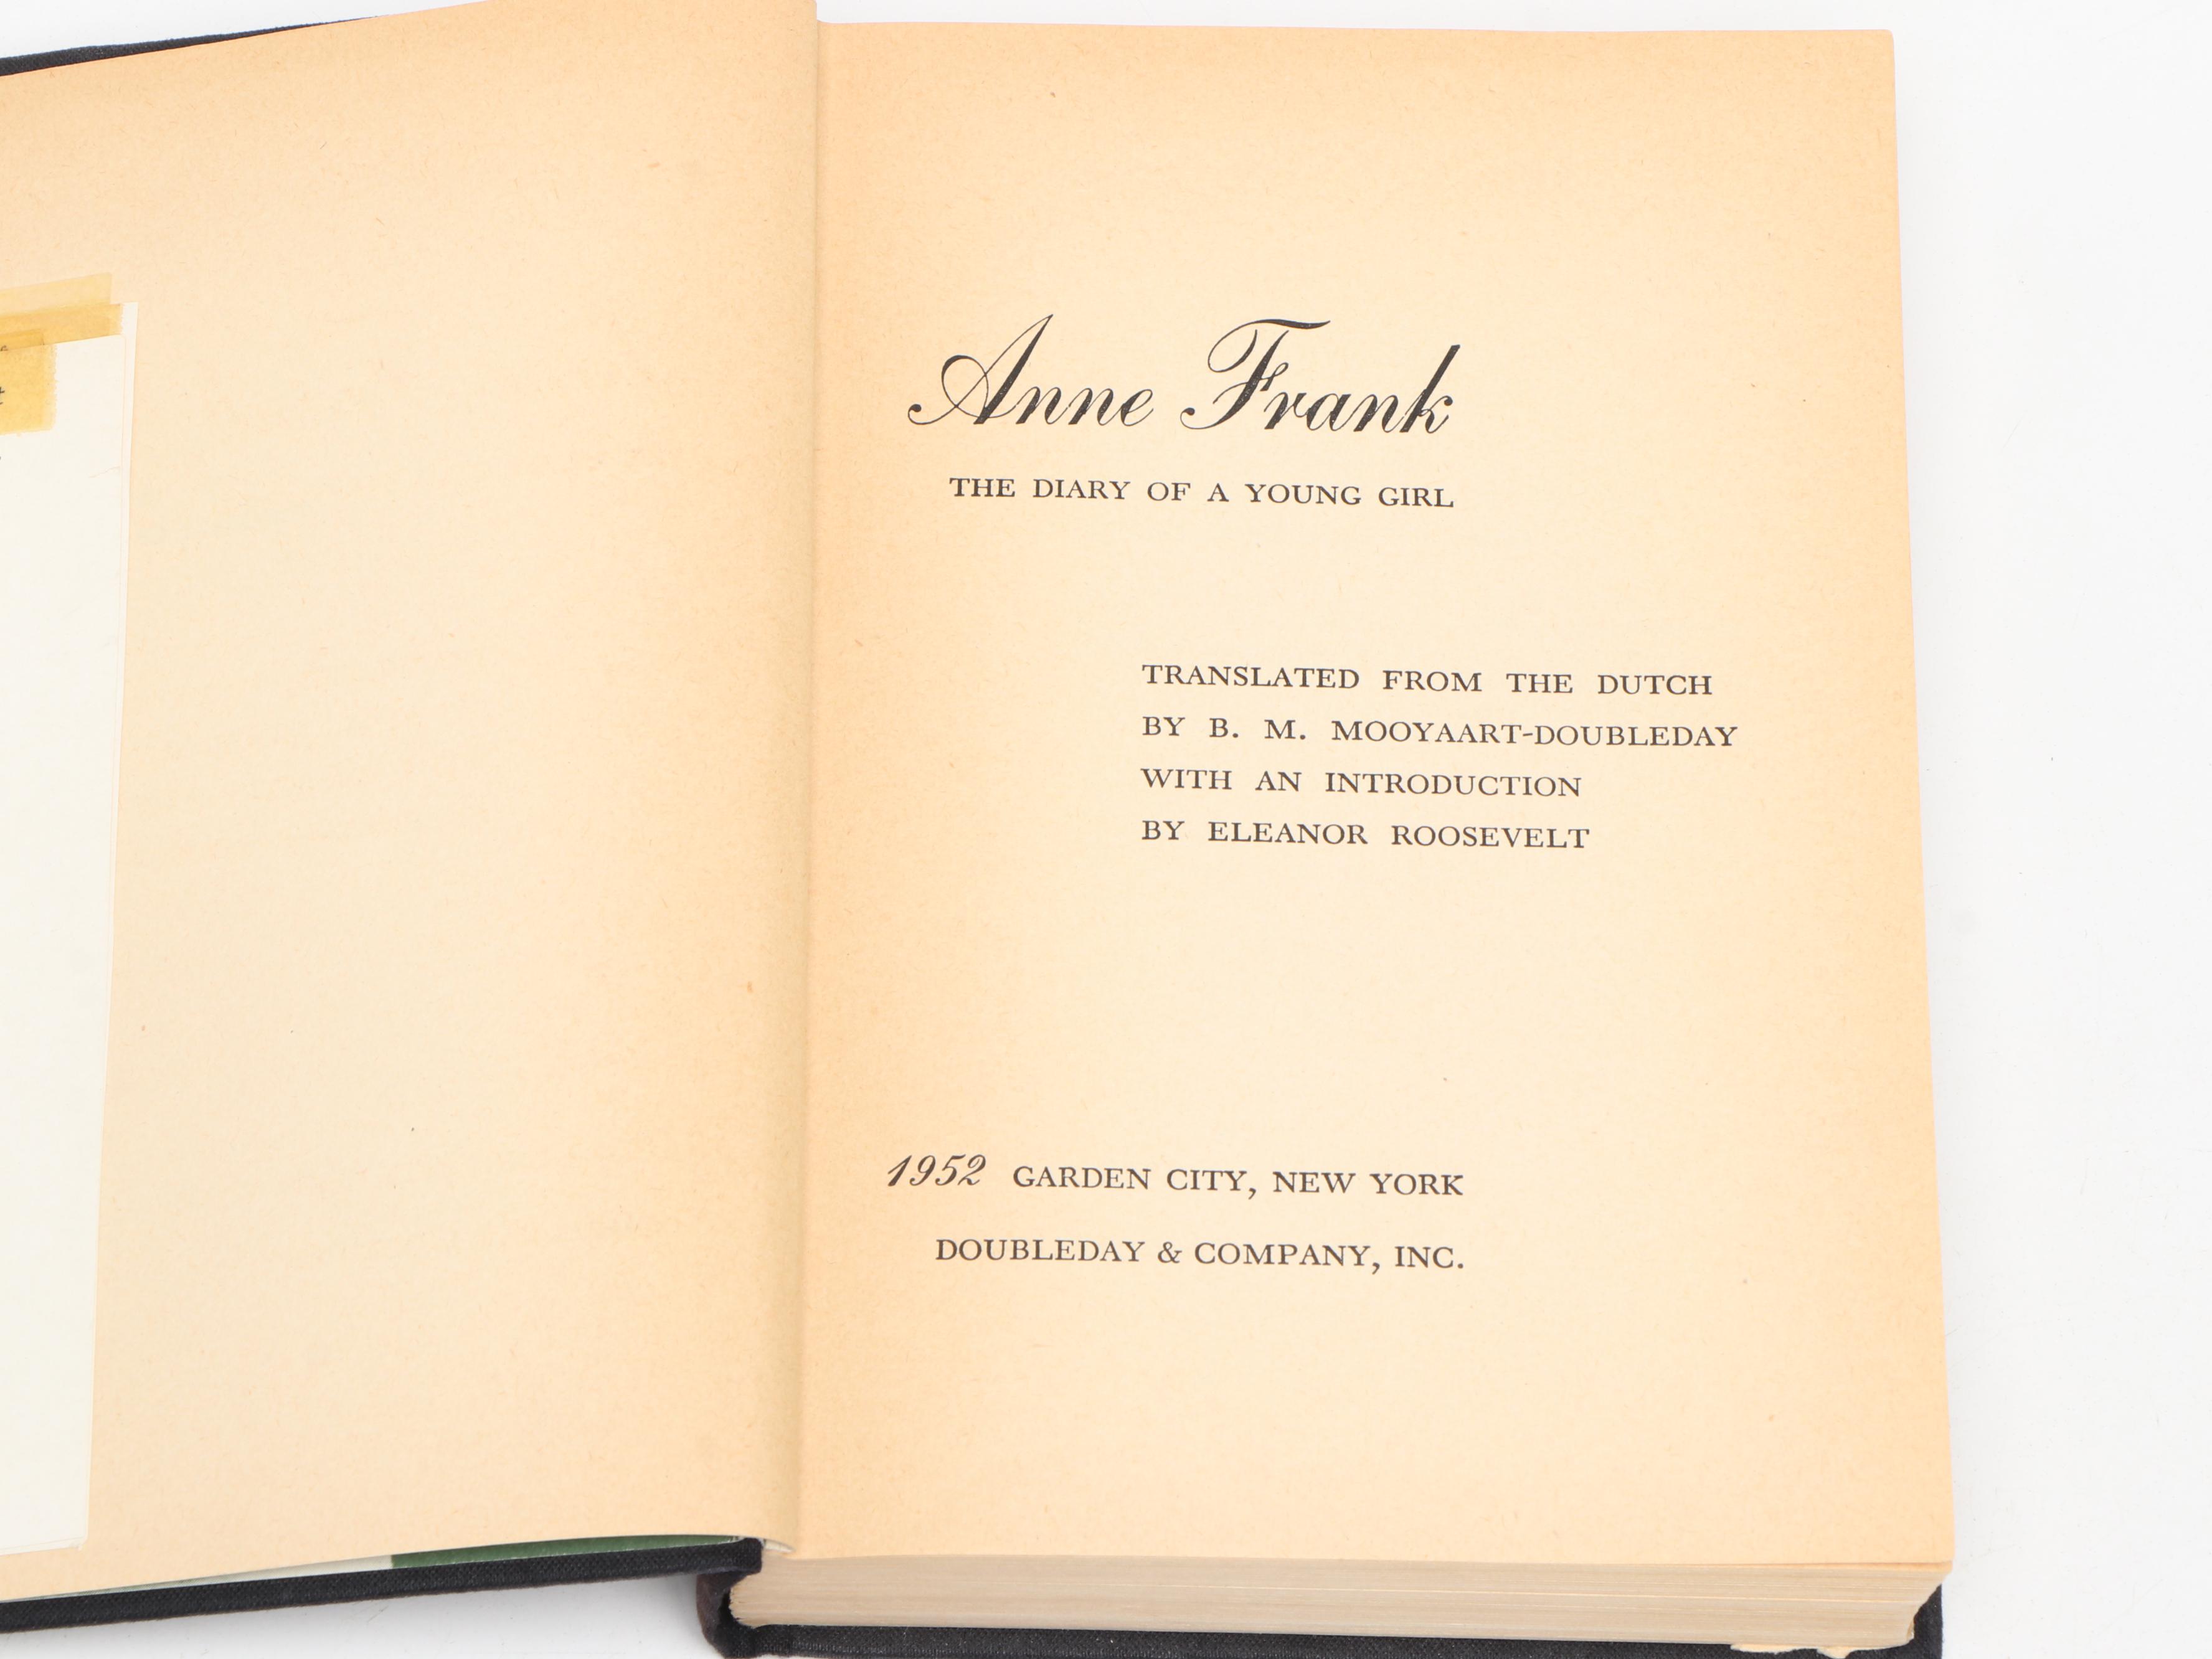 Anne Frank
THE DIARY OF A YOUNG GIRL
TRANSLATED FROM THE DUTCH
BY B. M. MOOYAART-DOUBLEDAY
WITH AN INTRODUCTION
BY ELEANOR ROOSEVELT
1952 GARDEN CITY, NEW YORK
DOUBLEDAY & COMPANY, INC.